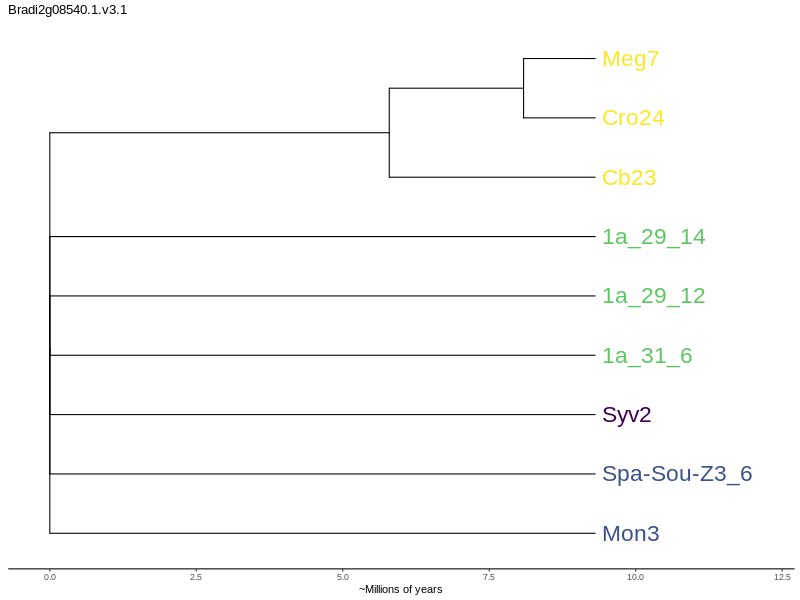 Bradi2g08540.1.v3.1
Meg7
Cro24
Cb23
1a_29_14
1a_29_12
1a_31_6
Syv2
Spa-Sou-Z3_6
Mon3
0.0 2.5 5.0 7.5 10.0 12.5
~Millions of years